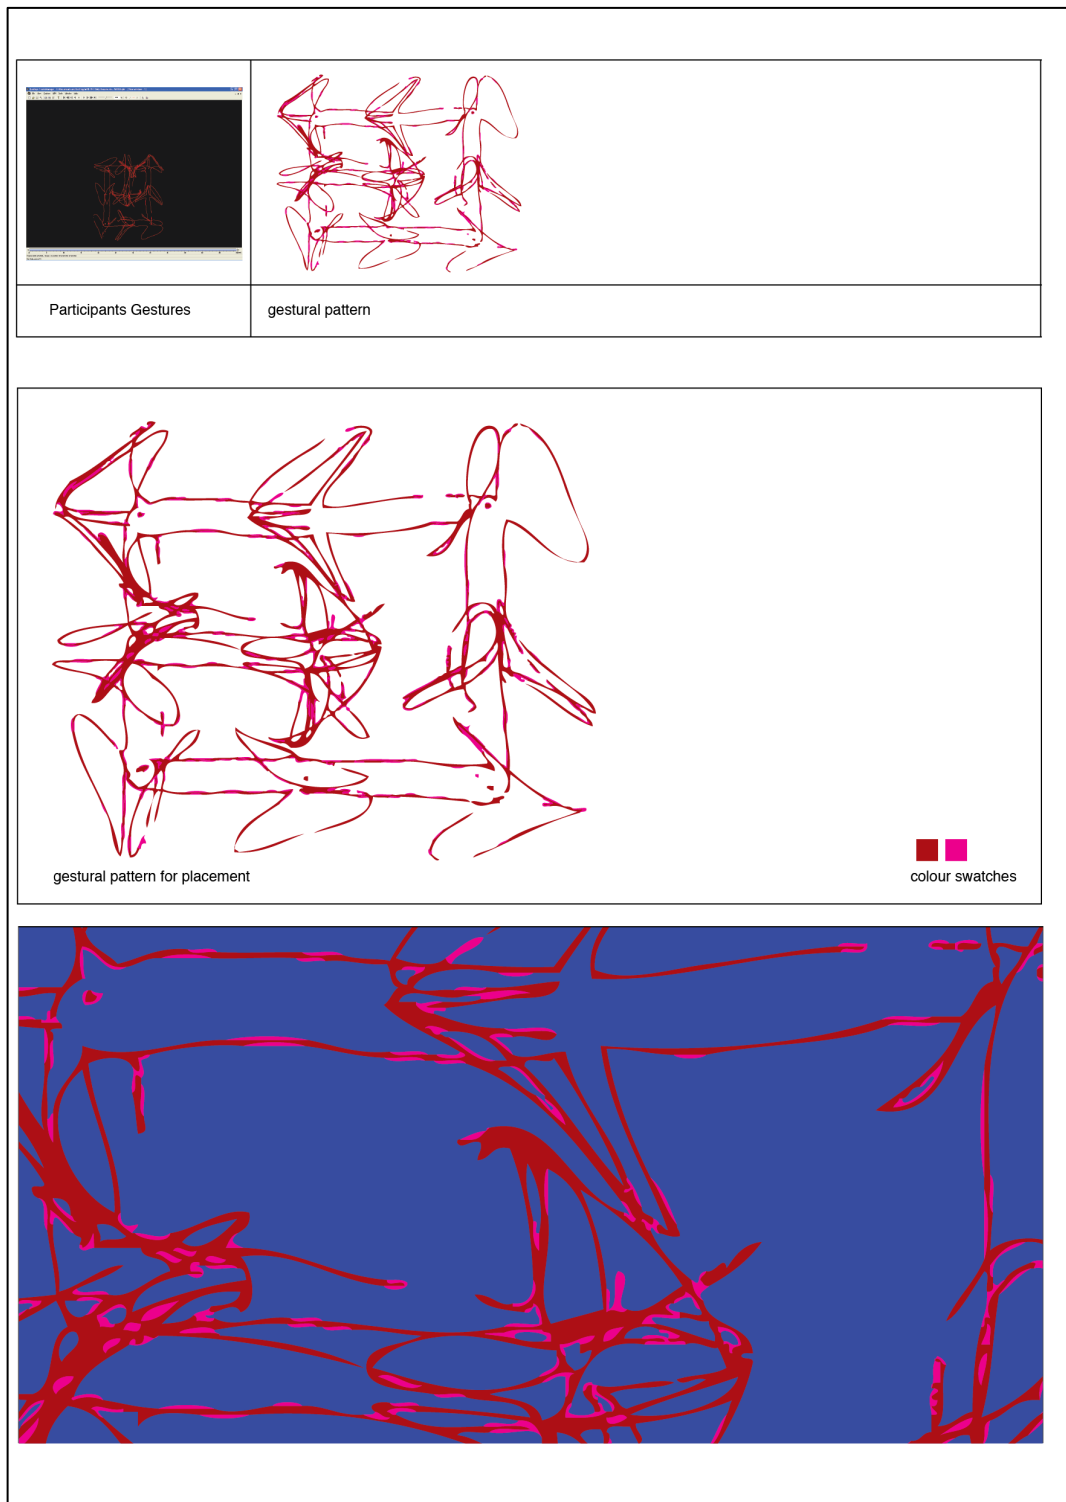 Participants Gestures
gestural pattern
gestural pattern for placement
colour swatches